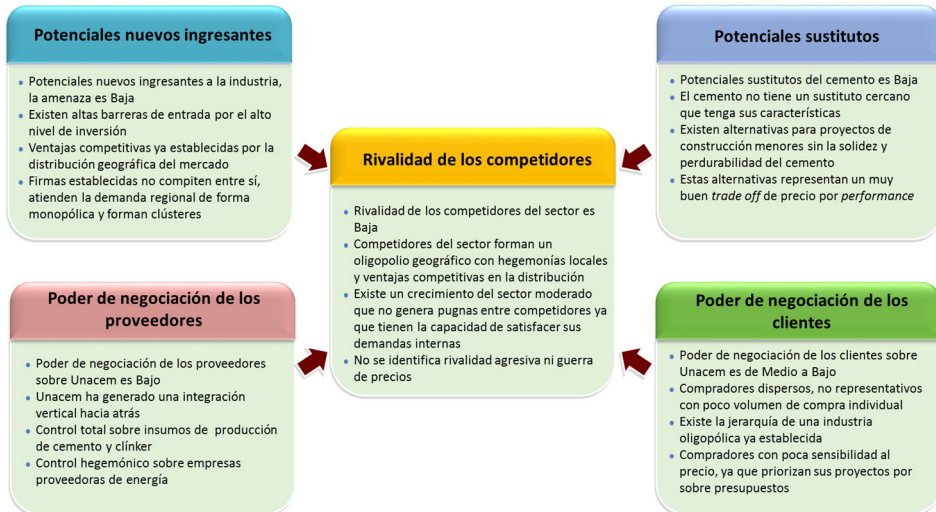 Potenciales nuevos ingresantes
• Potenciales nuevos ingresantes a la industria,
la amenaza es Baja
• Existen altas barreras de entrada por el alto
nivel de inversión
• Ventajas competitivas ya establecidas por la
distribución geográfica del mercado
• Firmas establecidas no compiten entre sí,
atienden la demanda regional de forma
monopólica y forman clústeres
Potenciales sustitutos
• Potenciales sustitutos del cemento es Baja
• El cemento no tiene un sustituto cercano
que tenga sus características
• Existen alternativas para proyectos de
construcción menores sin la solidez y
perdurabilidad del cemento
• Estas alternativas representan un muy
buen trade off de precio por performance
Rivalidad de los competidores
• Rivalidad de los competidores del sector es
Baja
• Competidores del sector forman un
oligopolio geográfico con hegemonías locales
y ventajas competitivas en la distribución
• Existe un crecimiento del sector moderado
que no genera pugnas entre competidores ya
que tienen la capacidad de satisfacer sus
demandas internas
• No se identifica rivalidad agresiva ni guerra
de precios
Poder de negociación de los
proveedores
• Poder de negociación de los proveedores
sobre Unacem es Bajo
• Unacem ha generado una integración
vertical hacia atrás
• Control total sobre insumos de producción
de cemento y clínker
• Control hegemónico sobre empresas
proveedoras de energía
Poder de negociación de los
clientes
• Poder de negociación de los clientes sobre
Unacem es de Medio a Bajo
• Compradores dispersos, no representativos
con poco volumen de compra individual
• Existe la jerarquía de una industria
oligopólica ya establecida
• Compradores con poca sensibilidad al
precio, ya que priorizan sus proyectos por
sobre presupuestos